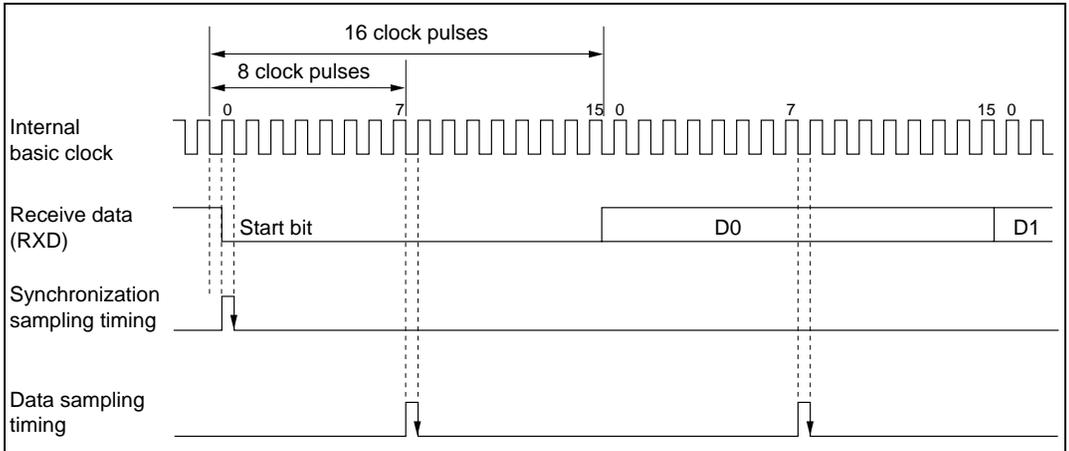 16 clock pulses
8 clock pulses
0 7 15 0 7 15 0
Internal
basic clock
Receive data
(RXD)
Start bit D0 D1
Synchronization
sampling timing
Data sampling
timing